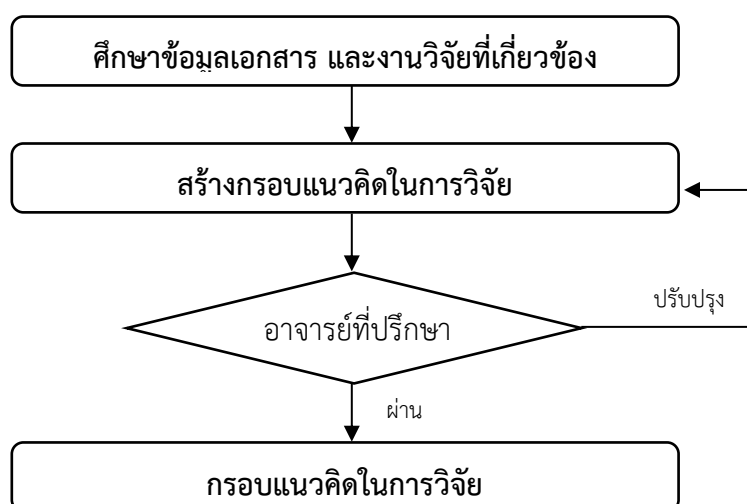 ศึกษาข้อมูลเอกสาร และงานวิจัยที่เกี่ยวข้อง
สร้างกรอบแนวคิดในการวิจัย
อาจารย์ที่ปรึกษา
ปรับปรุง
ผ่าน
กรอบแนวคิดในการวิจัย